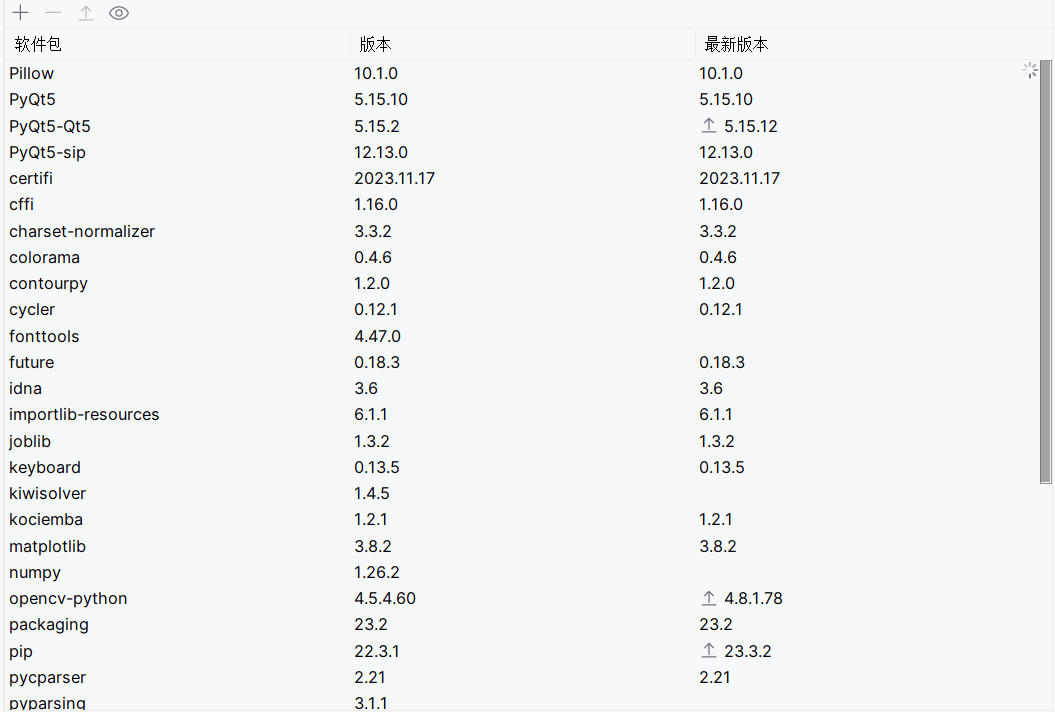 软件包 版本 最新版本
Pillow 10.1.0 10.1.0
PyQt5 5.15.10 5.15.10
PyQt5-Qt5 5.15.2 5.15.12
PyQt5-sip 12.13.0 12.13.0
certifi 2023.11.17 2023.11.17
cffi 1.16.0 1.16.0
charset-normalizer 3.3.2 3.3.2
colorama 0.4.6 0.4.6
contourpy 1.2.0 1.2.0
cycler 0.12.1 0.12.1
fonttools 4.47.0
future 0.18.3 0.18.3
idna 3.6 3.6
importlib-resources 6.1.1 6.1.1
joblib 1.3.2 1.3.2
keyboard 0.13.5 0.13.5
kiwisolver 1.4.5
kociemba 1.2.1 1.2.1
matplotlib 3.8.2 3.8.2
numpy 1.26.2
opencv-python 4.5.4.60 4.8.1.78
packaging 23.2 23.2
pip 22.3.1 23.3.2
pycparser 2.21 2.21
pyparsing 3.1.1